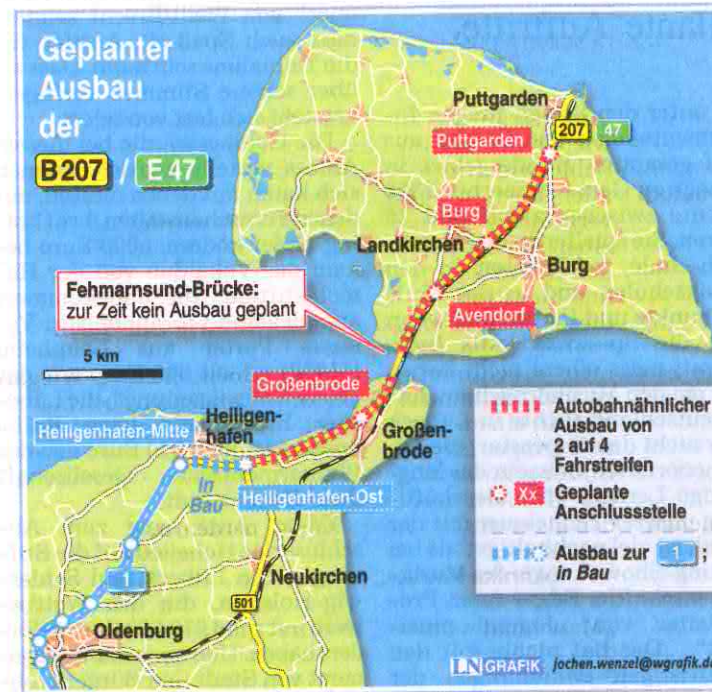 Geplanter
Ausbau
der
B207 / E 47
Puttgarden
207 47
Puttgarden
Burg
Landkirchen
Burg
Fehmarnsund-Brücke:
zur Zeit kein Ausbau geplant
Avendorf
5 km
Großenbrode
Heiligen-
hafen
Heiligenhafen-Mitte
Großen-
brode
In
Bau
Heiligenhafen-Ost
1
Neukirchen
501
Oldenburg
Autobahnähnlicher
Ausbau von
2 auf 4
Fahrstreifen
Xx Geplante
Anschlussstelle
Ausbau zur 1 ;
in Bau
LN GRAFIK jochen.wenzel@wgrafik.de